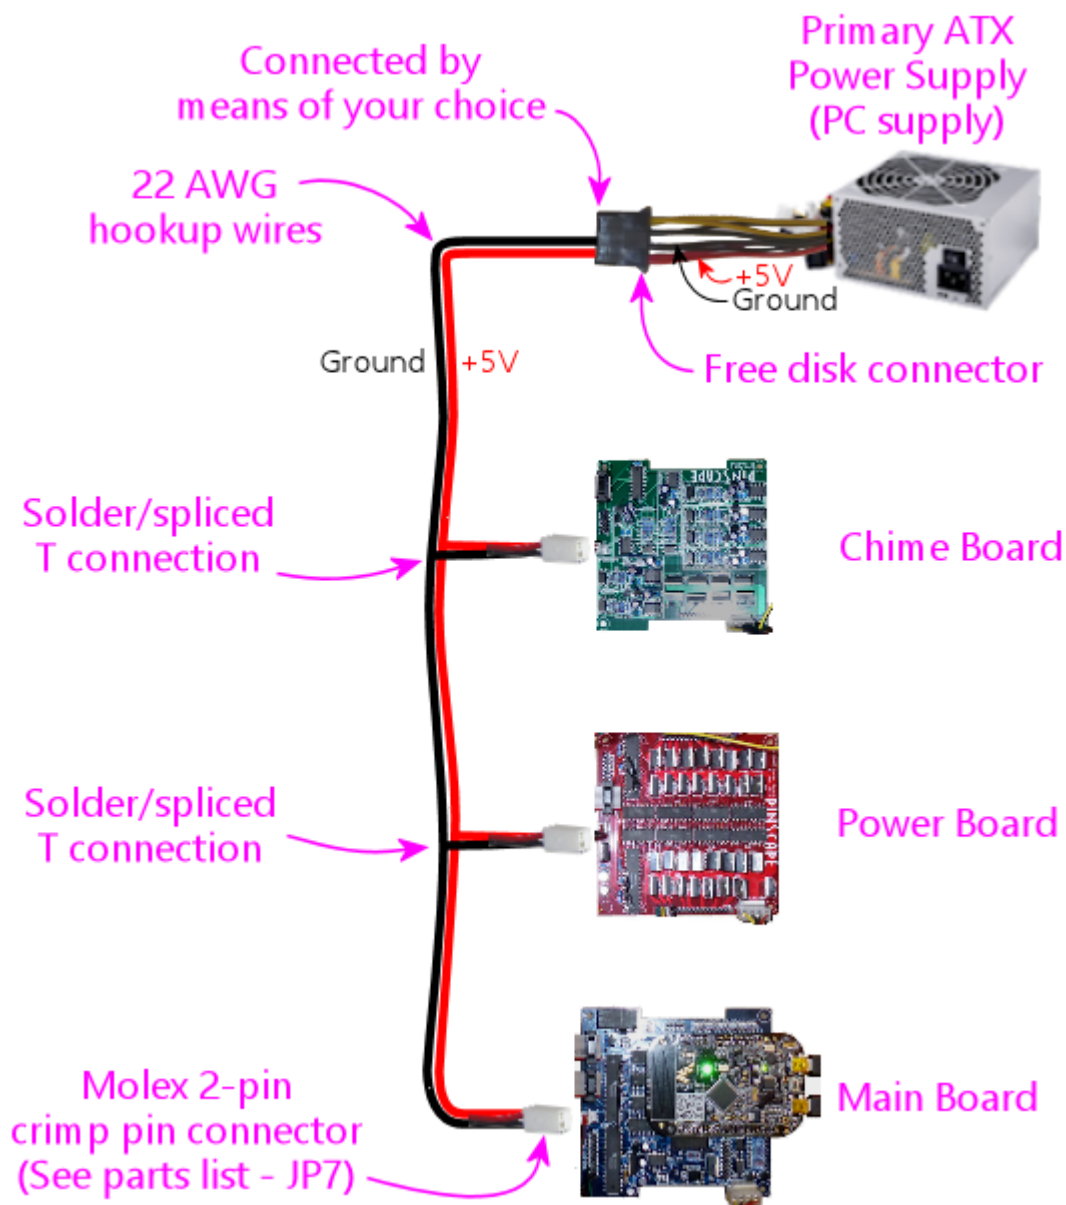 Primary ATX
Power Supply
(PC supply)
Connected by
means of your choice
22 AWG
hookup wires
+5V
Ground
Ground
+5V
Free disk connector
PINSCAPE
Solder/spliced
T connection
Chime Board
Solder/spliced
T connection
PINSCAPE
Power Board
Molex 2-pin
crimp pin connector
(See parts list - JP7)
Main Board